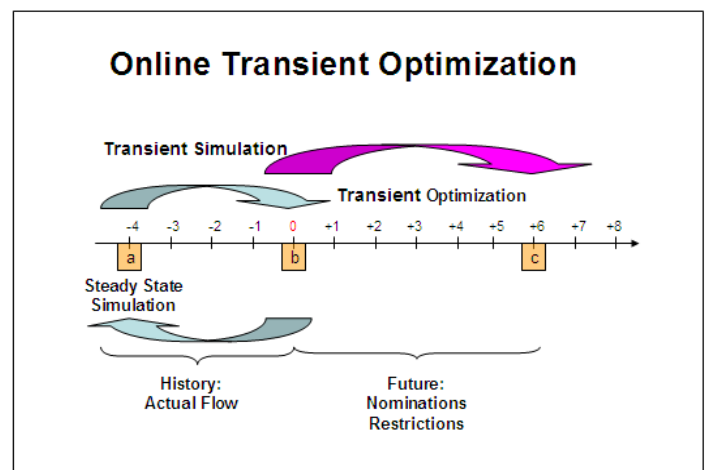 Online Transient Optimization
Transient Simulation
Transient Optimization
-4 -3 -2 -1 0 +1 +2 +3 +4 +5 +6 +7 +8
a b c
Steady State
Simulation
History:
Actual Flow
Future:
Nominations
Restrictions